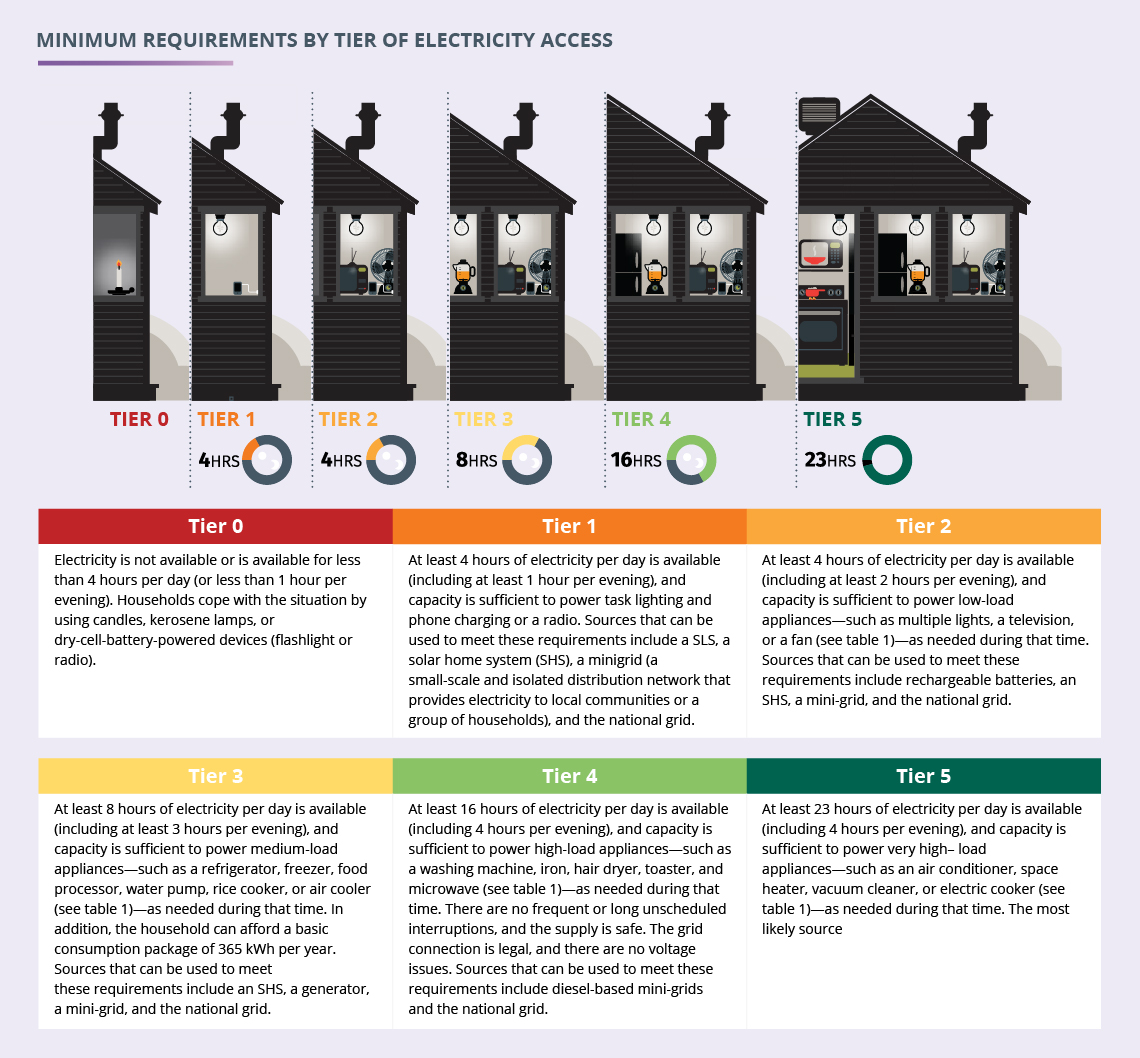 MINIMUM REQUIREMENTS BY TIER OF ELECTRICITY ACCESS
TIER 0
TIER 1
TIER 2
TIER 3
TIER 4
TIER 5
4HRS
4HRS
8HRS
16HRS
23HRS
Tier 0
Electricity is not available or is available for less
than 4 hours per day (or less than 1 hour per
evening). Households cope with the situation by
using candles, kerosene lamps, or
dry-cell-battery-powered devices (flashlight or
radio).
Tier 1
At least 4 hours of electricity per day is available
(including at least 1 hour per evening), and
capacity is sufficient to power task lighting and
phone charging or a radio. Sources that can be
used to meet these requirements include a SLS, a
solar home system (SHS), a minigrid (a
small-scale and isolated distribution network that
provides electricity to local communities or a
group of households), and the national grid.
Tier 2
At least 4 hours of electricity per day is available
(including at least 2 hours per evening), and
capacity is sufficient to power low-load
appliances—such as multiple lights, a television,
or a fan (see table 1)—as needed during that time.
Sources that can be used to meet these
requirements include rechargeable batteries, an
SHS, a mini-grid, and the national grid.
Tier 3
At least 8 hours of electricity per day is available
(including at least 3 hours per evening), and
capacity is sufficient to power medium-load
appliances—such as a refrigerator, freezer, food
processor, water pump, rice cooker, or air cooler
(see table 1)—as needed during that time. In
addition, the household can afford a basic
consumption package of 365 kWh per year.
Sources that can be used to meet
these requirements include an SHS, a generator,
a mini-grid, and the national grid.
Tier 4
At least 16 hours of electricity per day is available
(including 4 hours per evening), and capacity is
sufficient to power high-load appliances—such as
a washing machine, iron, hair dryer, toaster, and
microwave (see table 1)—as needed during that
time. There are no frequent or long unscheduled
interruptions, and the supply is safe. The grid
connection is legal, and there are no voltage
issues. Sources that can be used to meet these
requirements include diesel-based mini-grids
and the national grid.
Tier 5
At least 23 hours of electricity per day is available
(including 4 hours per evening), and capacity is
sufficient to power very high– load
appliances—such as an air conditioner, space
heater, vacuum cleaner, or electric cooker (see
table 1)—as needed during that time. The most
likely source